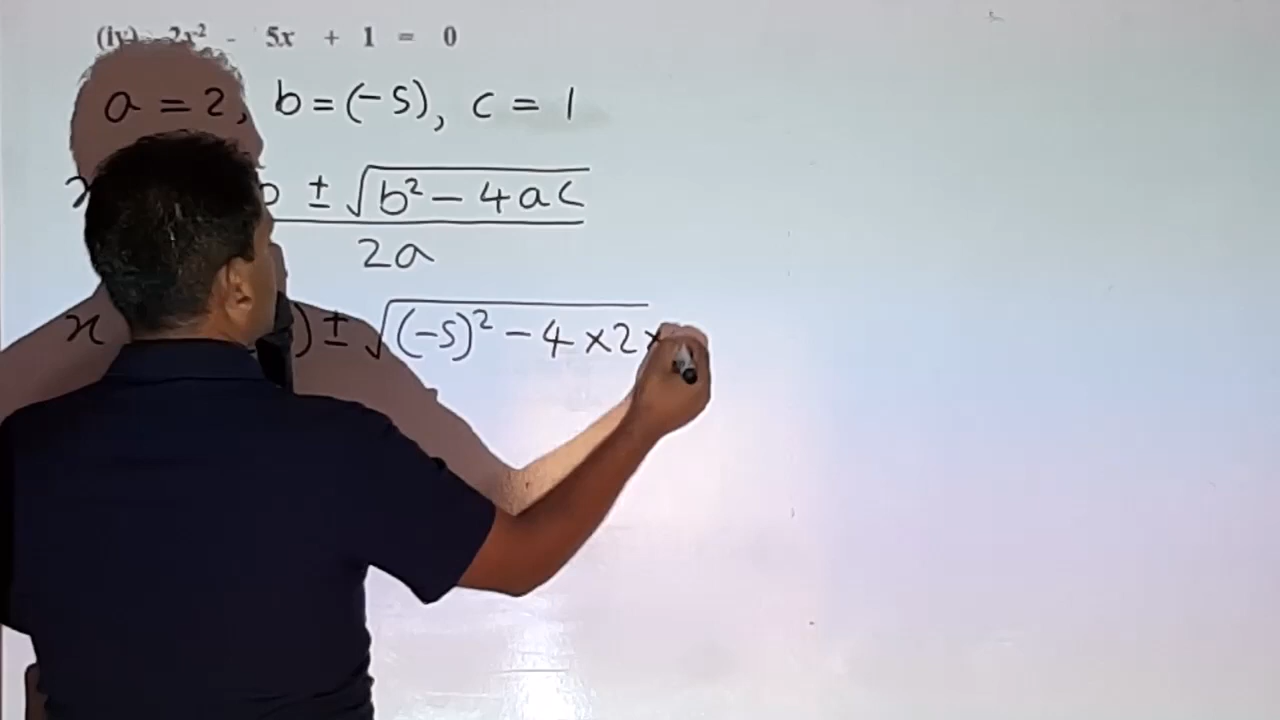 (iv) 2x² - 5x + 1 = 0
a = 2, b = (-5), c = 1
x b ± √b² - 4ac
2a
x ) ± √(-5)² - 4 × 2 ×